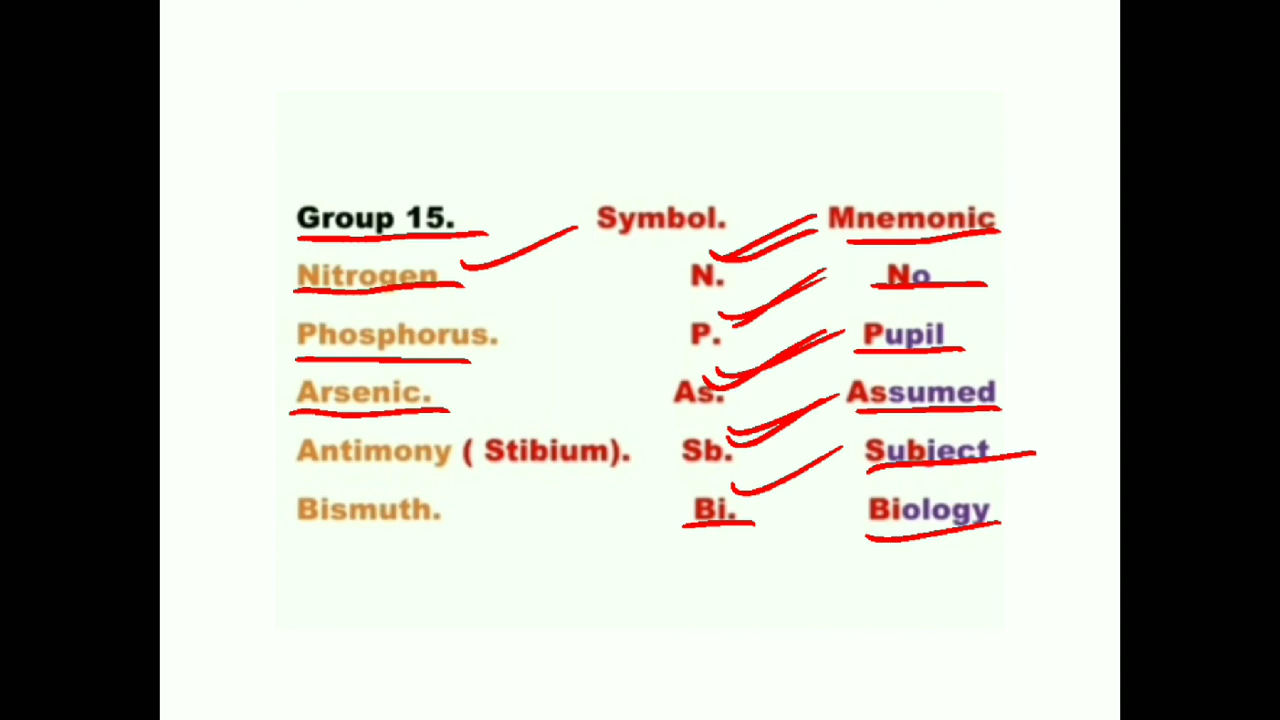 Group 15. Symbol. Mnemonic
Nitrogen N. No
Phosphorus. P. Pupil
Arsenic. As. Assumed
Antimony ( Stibium). Sb. Subject
Bismuth. Bi. Biology